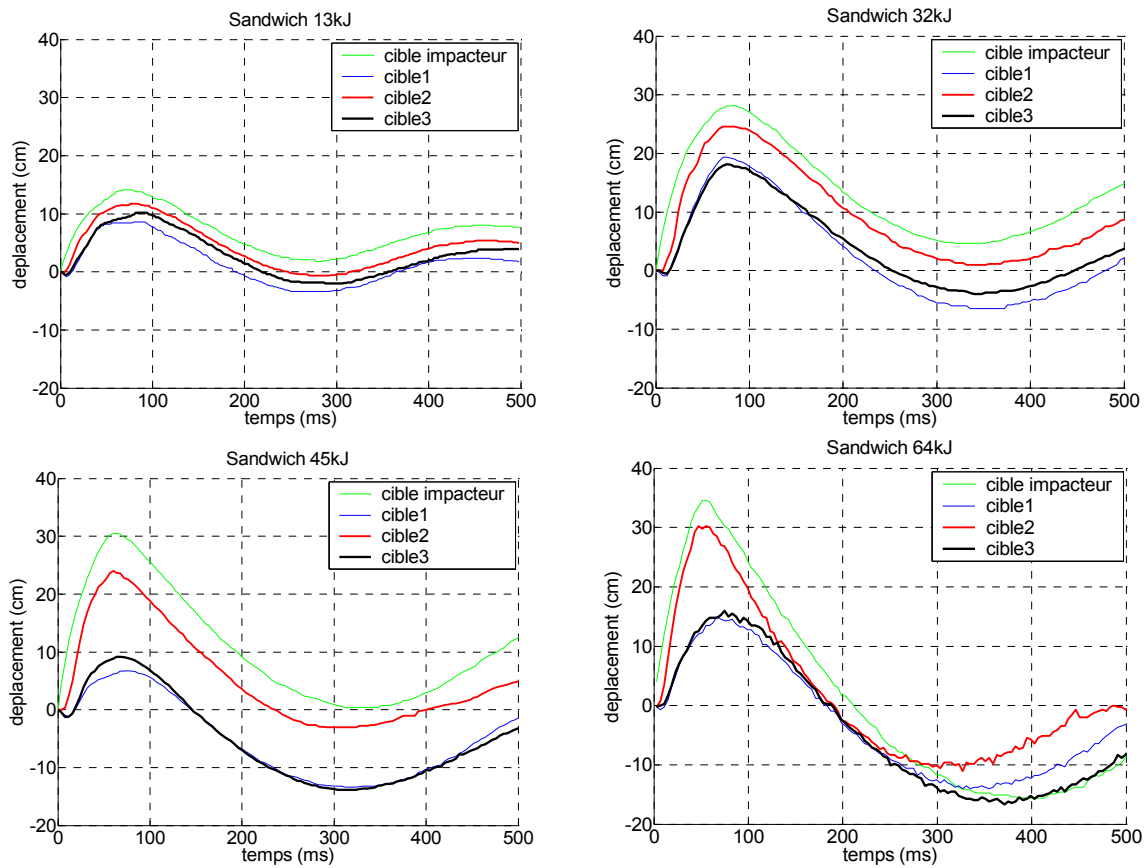 Sandwich 13kJ
40
30
20
10
0
-10
-20
deplacement (cm)
cible impacteur
cible1
cible2
cible3
0 100 200 300 400 500
temps (ms)
Sandwich 32kJ
40
30
20
10
0
-10
-20
deplacement (cm)
cible impacteur
cible1
cible2
cible3
0 100 200 300 400 500
temps (ms)
Sandwich 45kJ
40
30
20
10
0
-10
-20
deplacement (cm)
cible impacteur
cible1
cible2
cible3
0 100 200 300 400 500
temps (ms)
Sandwich 64kJ
40
30
20
10
0
-10
-20
deplacement (cm)
cible impacteur
cible1
cible2
cible3
0 100 200 300 400 500
temps (ms)